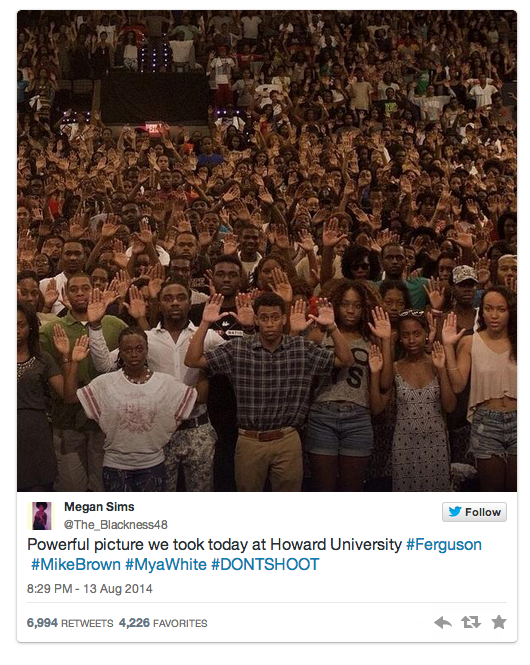 Megan Sims
@The_Blackness48
Follow
Powerful picture we took today at Howard University #Ferguson
#MikeBrown #MyaWhite #DONTSHOOT
8:29 PM - 13 Aug 2014
6,994 RETWEETS 4,226 FAVORITES